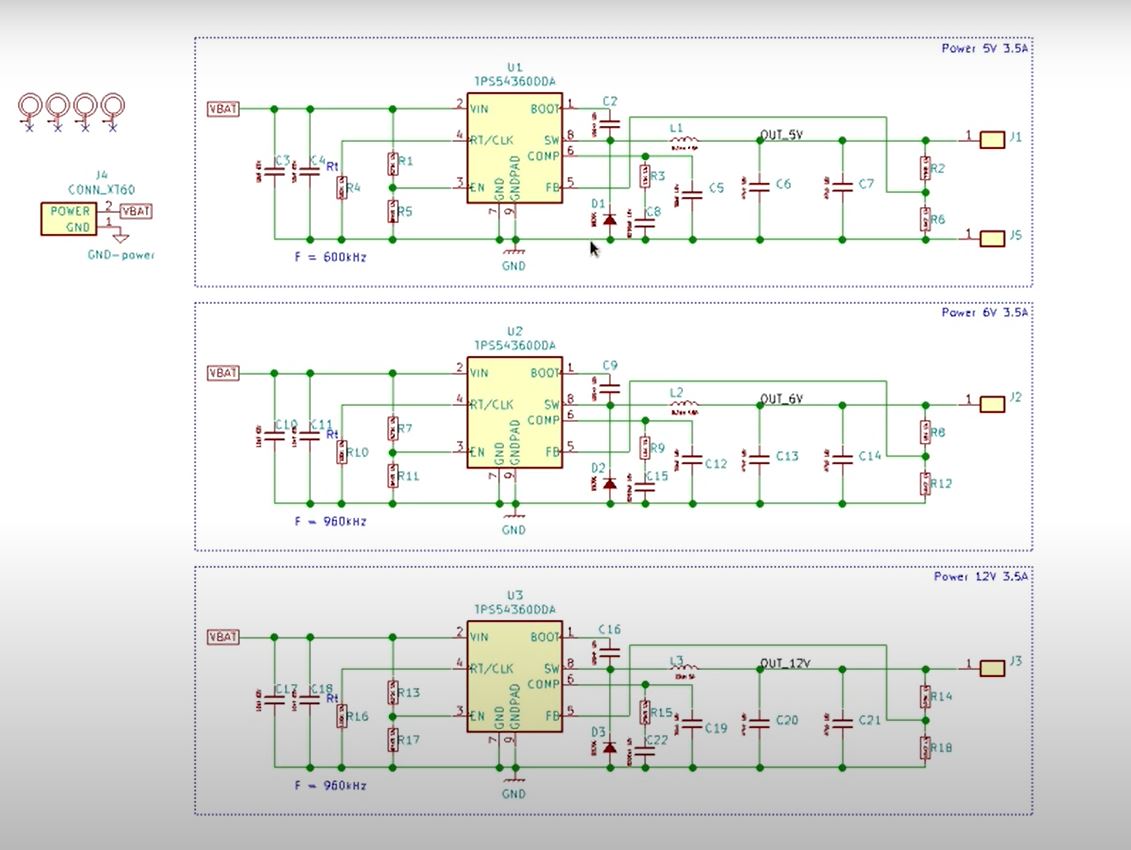 Power 5V 3.5A
U1
TPS54360DDA
VBAT
2 VIN
BOOT 1
C2
4 RT/CLK
SW 8
L1
OUT_5V
1 J1
COMP 6
C3
C4
Rt
R1
R4
3 EN
FB 5
R3
C5
C6
C7
R2
GND
GNDPAD
R5
7
9
D1
C8
R6
1 J5
F = 600kHz
GND
J4
CONN_XT60
POWER 2 VBAT
GND 1
GND-power
Power 6V 3.5A
U2
TPS54360DDA
VBAT
2 VIN
BOOT 1
C9
4 RT/CLK
SW 8
L2
OUT_6V
1 J2
COMP 6
C10
C11
Rt
R7
R10
3 EN
FB 5
R9
C12
C13
C14
R8
GND
GNDPAD
R11
7
9
D2
C15
R12
F = 960kHz
GND
Power 12V 3.5A
U3
TPS54360DDA
VBAT
2 VIN
BOOT 1
C16
4 RT/CLK
SW 8
L3
OUT_12V
1 J3
COMP 6
C17
C18
Rt
R13
R16
3 EN
FB 5
R15
C19
C20
C21
R14
GND
GNDPAD
R17
7
9
D3
C22
R18
F = 960kHz
GND